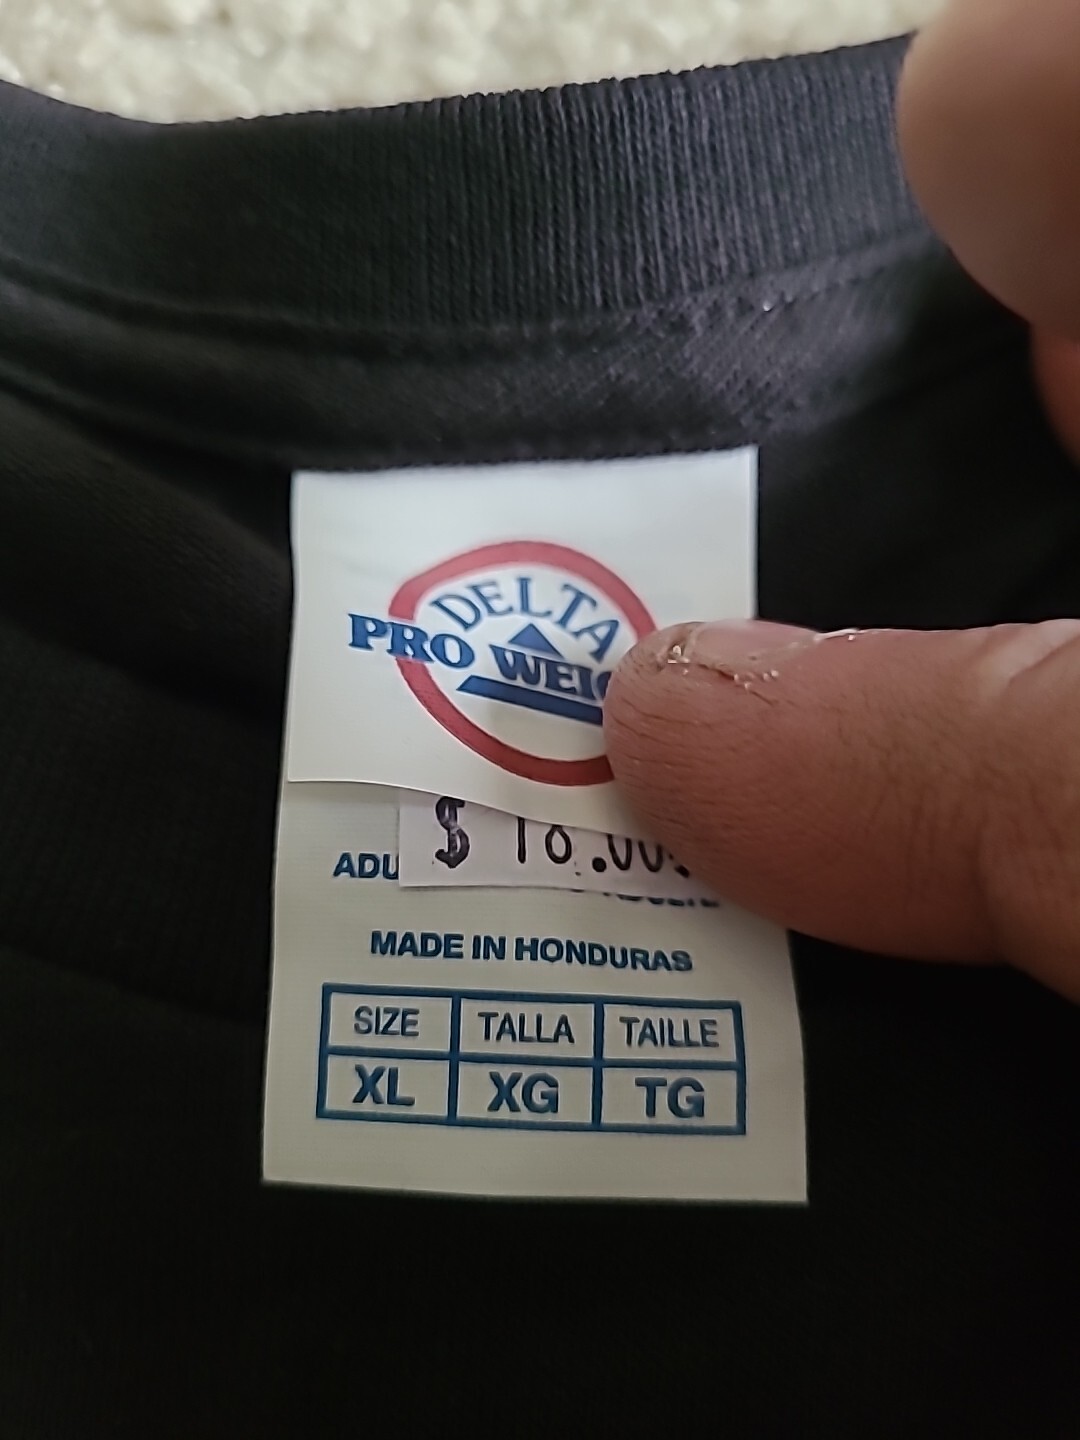 DELTA
PRO WEIG
$ 18.00
ADU
MADE IN HONDURAS
SIZE TALLA TAILLE
XL XG TG